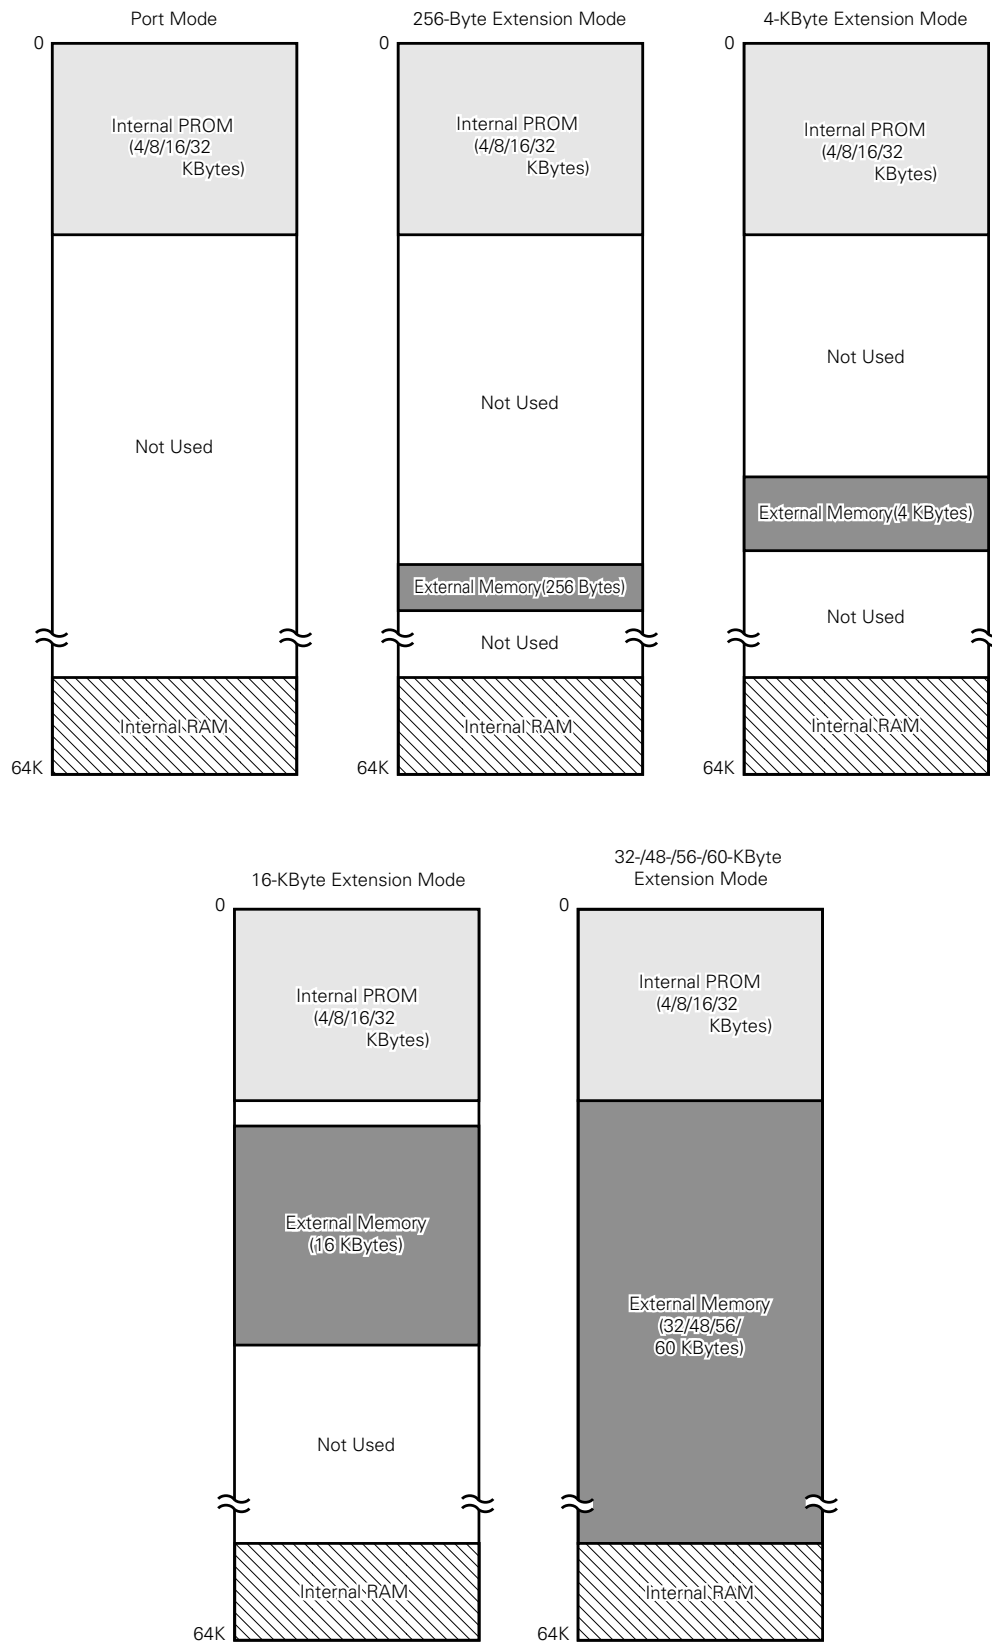 Port Mode
0
Internal PROM
(4/8/16/32
KBytes)
Not Used
Internal RAM
64K
256-Byte Extension Mode
0
Internal PROM
(4/8/16/32
KBytes)
Not Used
External Memory(256 Bytes)
Not Used
Internal RAM
64K
4-KByte Extension Mode
0
Internal PROM
(4/8/16/32
KBytes)
Not Used
External Memory(4 KBytes)
Not Used
Internal RAM
64K
16-KByte Extension Mode
0
Internal PROM
(4/8/16/32
KBytes)
External Memory
(16 KBytes)
Not Used
Internal RAM
64K
32-/48-/56-/60-KByte
Extension Mode
0
Internal PROM
(4/8/16/32
KBytes)
External Memory
(32/48/56/
60 KBytes)
Internal RAM
64K